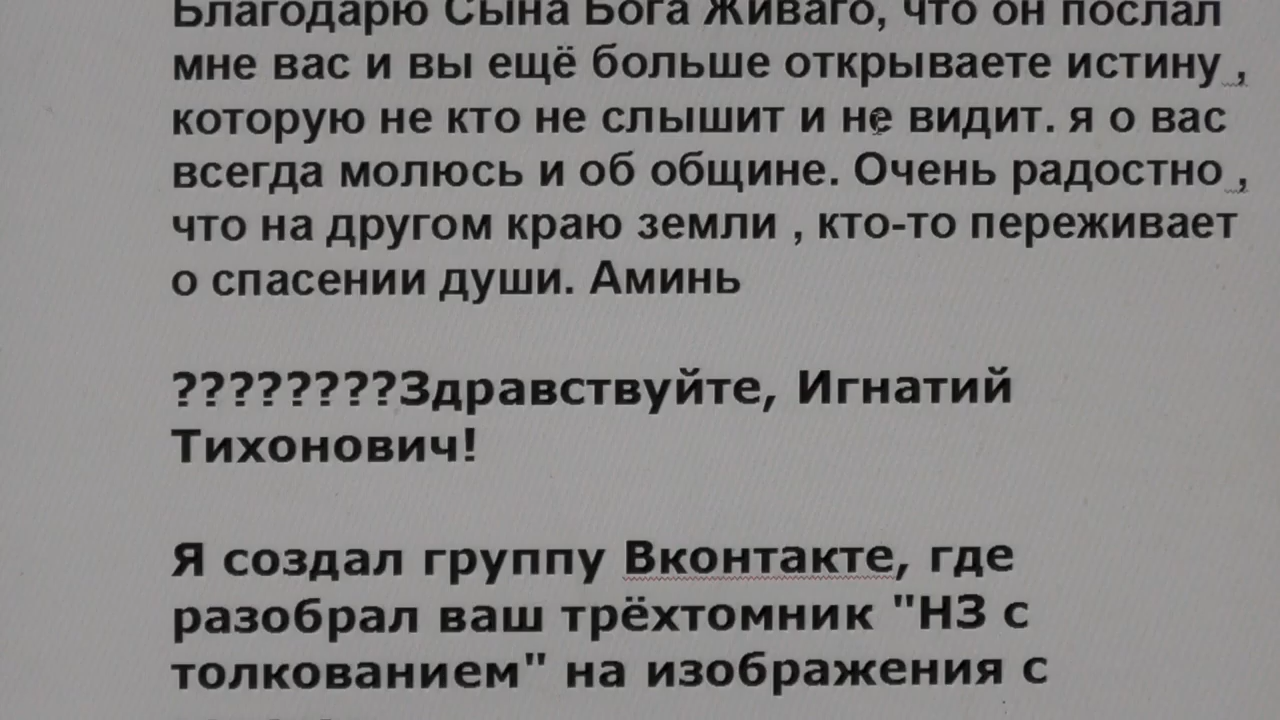 Благодарю Сына Бога Живаго, что он послал
мне вас и вы ещё больше открываете истину ,
которую не кто не слышит и не видит. я о вас
всегда молюсь и об общине. Очень радостно ,
что на другом краю земли , кто-то переживает
о спасении души. Аминь
????????Здравствуйте, Игнатий
Тихонович!
Я создал группу Вконтакте, где
разобрал ваш трёхтомник "НЗ с
толкованием" на изображения с